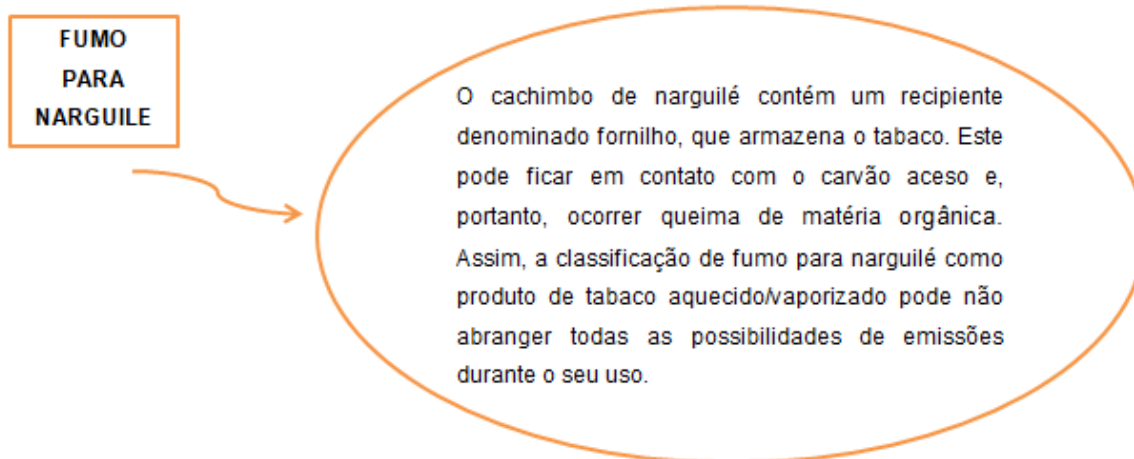 FUMO
PARA
NARGUILE
O cachimbo de narguilé contém um recipiente
denominado fornilho, que armazena o tabaco. Este
pode ficar em contato com o carvão aceso e,
portanto, ocorrer queima de matéria orgânica.
Assim, a classificação de fumo para narguilé como
produto de tabaco aquecido/vaporizado pode não
abranger todas as possibilidades de emissões
durante o seu uso.